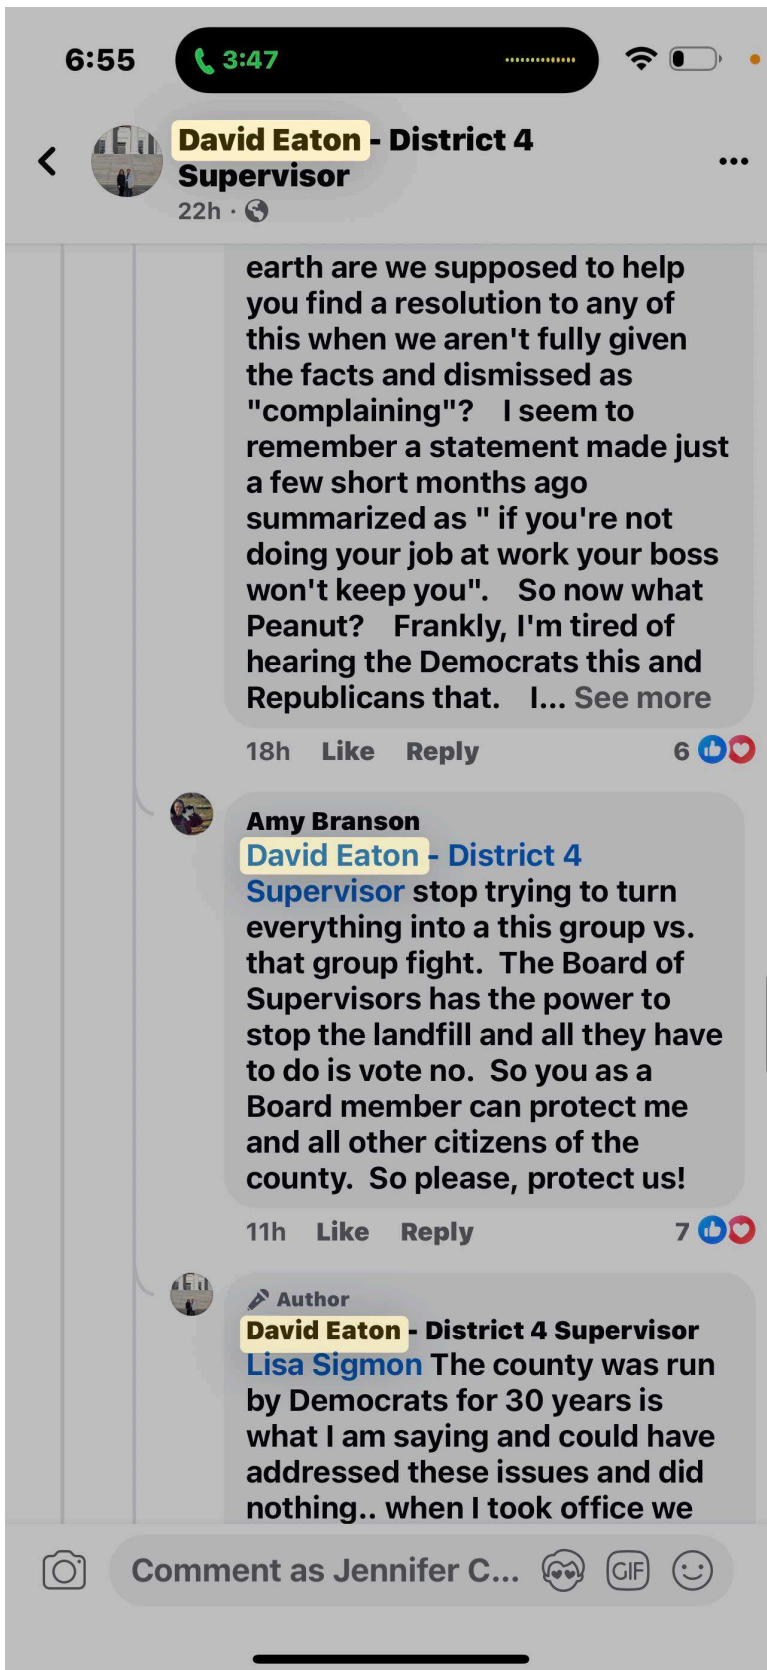 6:55
3:47
David Eaton - District 4
Supervisor
22h ·
earth are we supposed to help
you find a resolution to any of
this when we aren't fully given
the facts and dismissed as
"complaining"? I seem to
remember a statement made just
a few short months ago
summarized as " if you're not
doing your job at work your boss
won't keep you". So now what
Peanut? Frankly, I'm tired of
hearing the Democrats this and
Republicans that. I... See more
18h Like Reply 6
Amy Branson
David Eaton - District 4
Supervisor stop trying to turn
everything into a this group vs.
that group fight. The Board of
Supervisors has the power to
stop the landfill and all they have
to do is vote no. So you as a
Board member can protect me
and all other citizens of the
county. So please, protect us!
11h Like Reply 7
Author
David Eaton - District 4 Supervisor
Lisa Sigmon The county was run
by Democrats for 30 years is
what I am saying and could have
addressed these issues and did
nothing.. when I took office we
Comment as Jennifer C... GIF